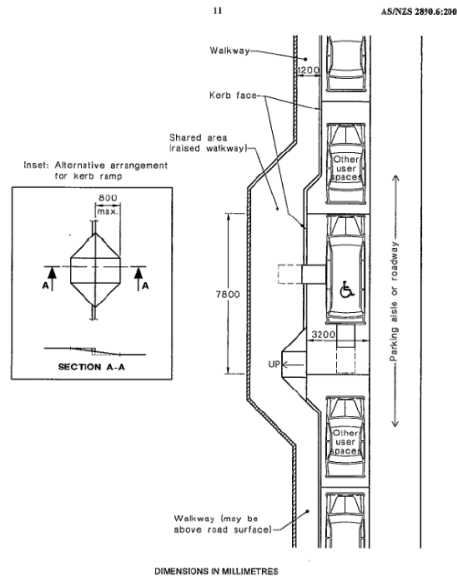 11
AS/NZS 2890.6:200
Walkway
1200
Kerb face
Shared area
(raised walkway)
Inset: Alternative arrangement
for kerb ramp
800
max.
A
A
SECTION A-A
Other
user
spaces
7800
3200
UP
Parking aisle or roadway
Other
user
spaces
Walkway (may be
above road surface)
DIMENSIONS IN MILLIMETRES